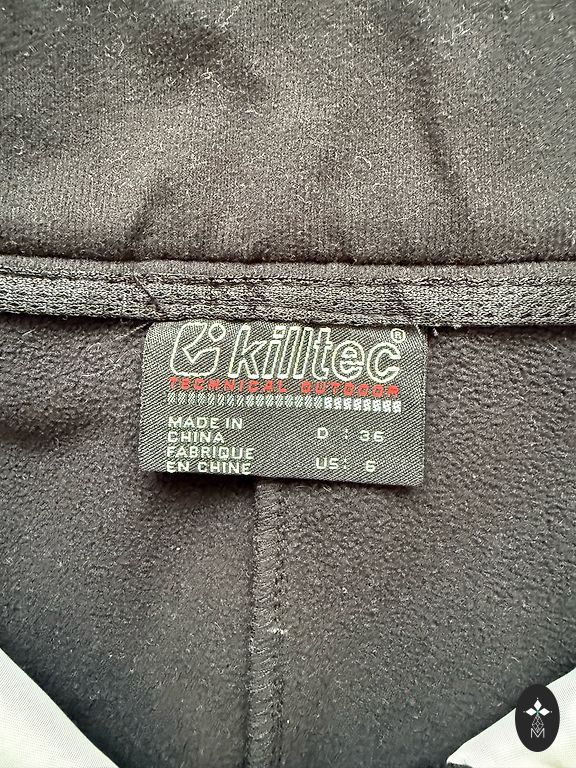 killtec®
TECHNICAL OUTDOOR
MADE IN
CHINA
FABRIQUE
EN CHINE
D : 36
US: 6
M